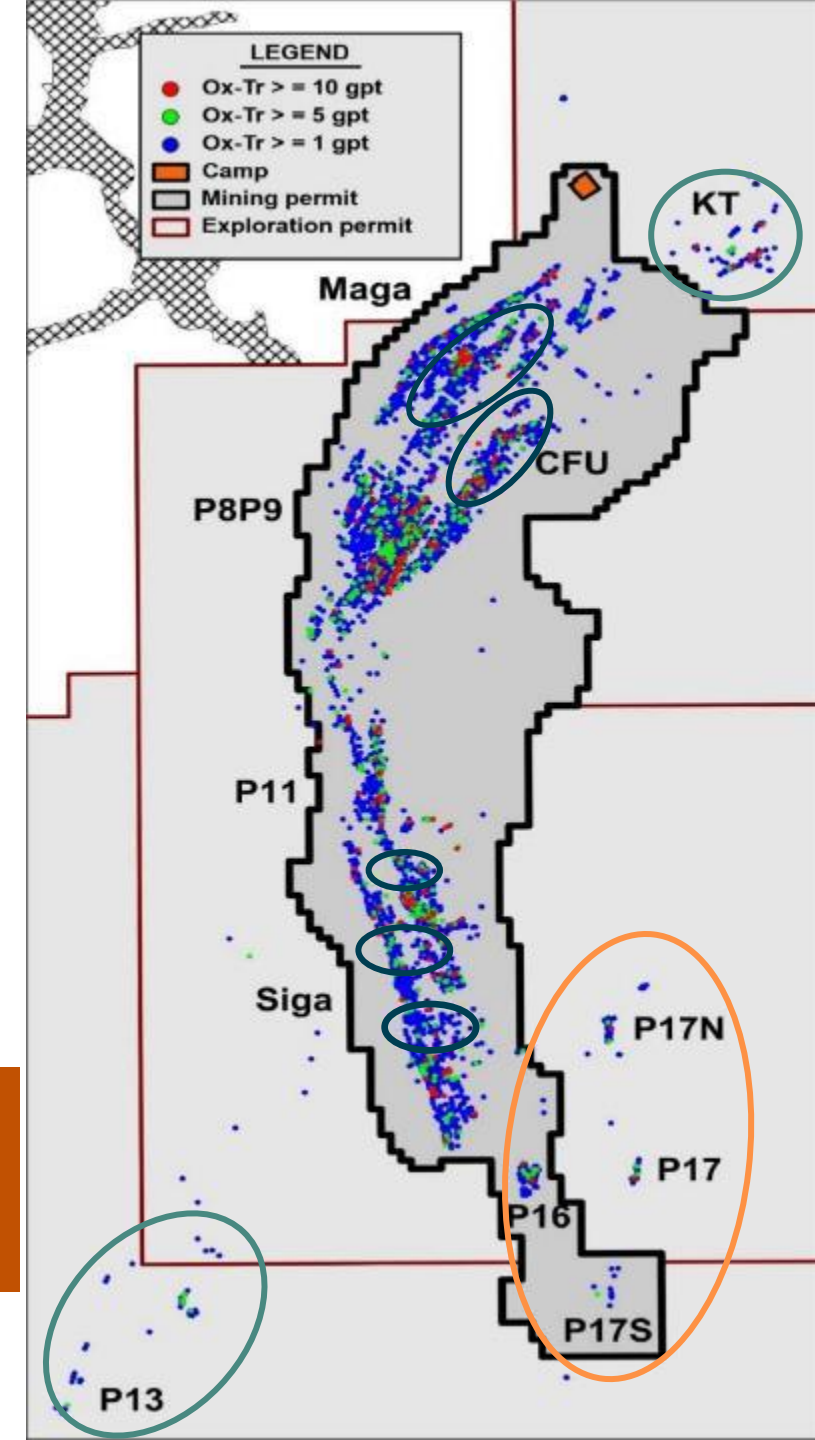 LEGEND
Ox-Tr > = 10 gpt
Ox-Tr > = 5 gpt
Ox-Tr > = 1 gpt
Camp
Mining permit
Exploration permit
KT
Maga
CFU
P8P9
P11
Siga
P17N
P17
P16
P17S
P13